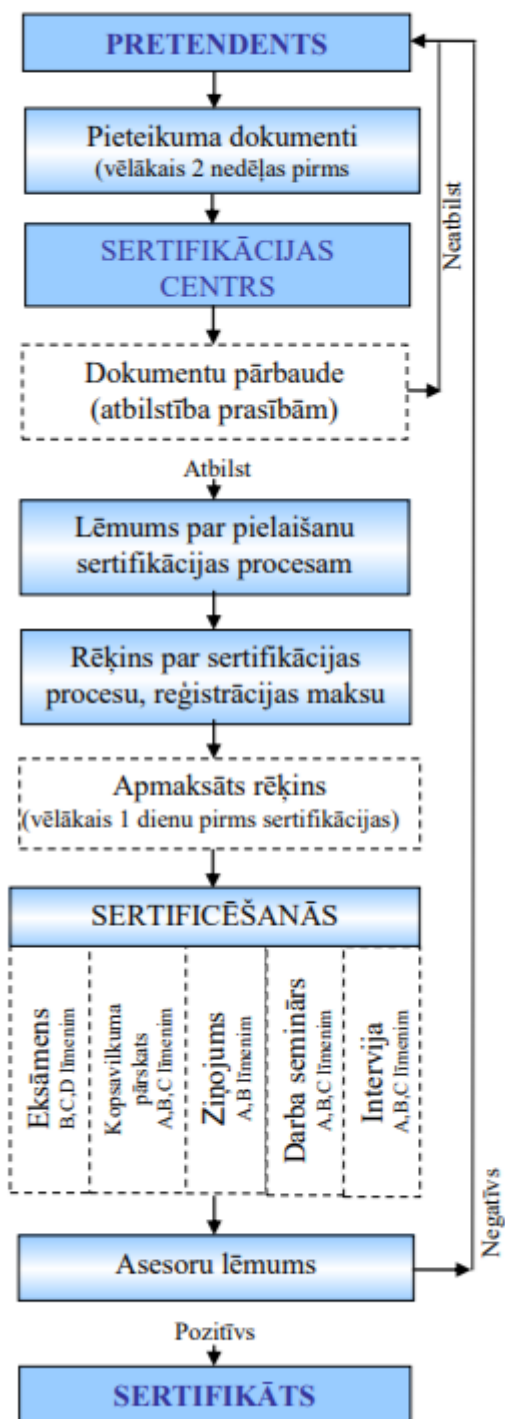 PRETENDENTS
Pieteikuma dokumenti
(vēlākais 2 nedēļas pirms
Neatbilst
SERTIFIKĀCIJAS
CENTRS
Dokumentu pārbaude
(atbilstība prasībām)
Atbilst
Lēmums par pielaišanu
sertifikācijas procesam
Rēķins par sertifikācijas
procesu, reģistrācijas maksu
Apmaksāts rēķins
(vēlākais 1 dienu pirms sertifikācijas)
SERTIFICĒŠANĀS
Eksāmens
B,C,D līmenim
Kopsavilkuma
pārskats
A,B,C līmenim
Ziņojums
A,B līmenim
Darba seminārs
A,B,C līmenim
Intervija
A,B,C līmenim
Asesoru lēmums
Negatīvs
Pozitīvs
SERTIFIKĀTS